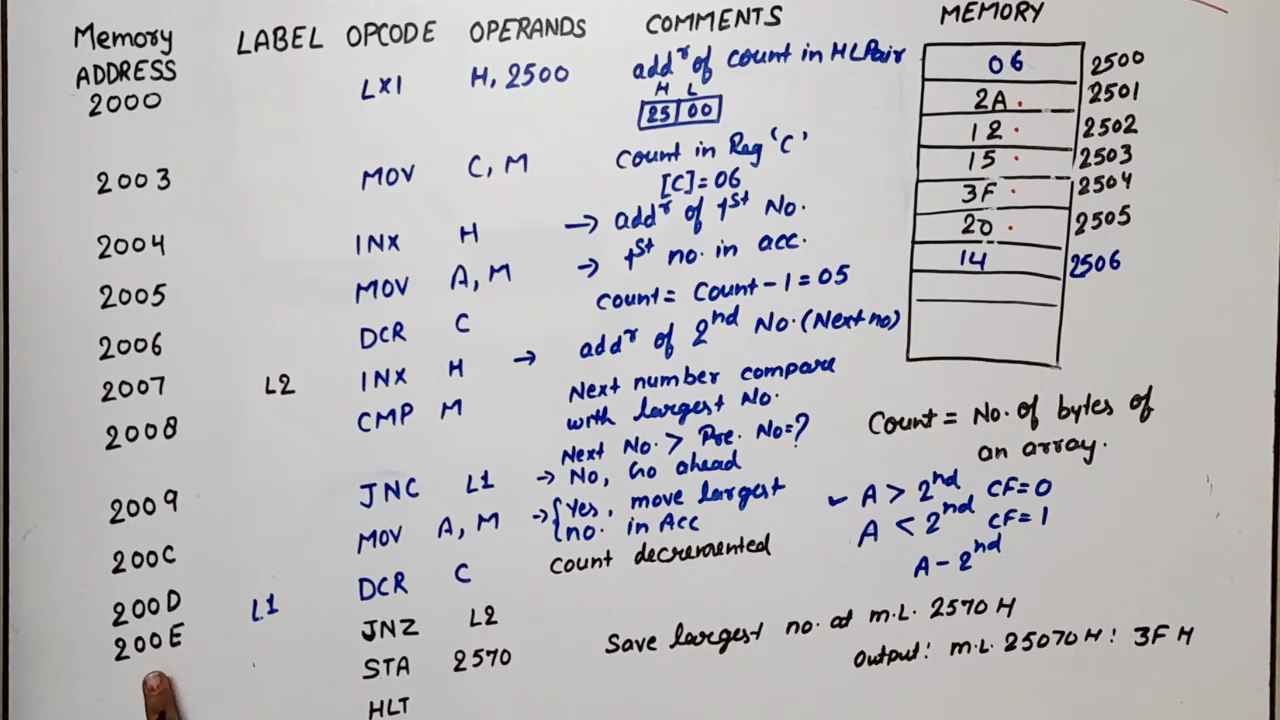 Memory ADDRESS LABEL OPCODE OPERANDS COMMENTS MEMORY
2000 LXI H, 2500 addr of count in HL Pair
H L
25 00
2003 MOV C, M Count in Reg 'C'
[C]=06
2004 INX H → addr of 1st No.
2005 MOV A, M → 1st no. in acc.
2006 DCR C Count = Count - 1 = 05
2007 L2 INX H → addr of 2nd No. (Next no)
2008 CMP M Next number compare
with largest No.
Next No. > Pre. No = ?
2009 JNC L1 → No, Go ahead
200C MOV A, M → {Yes, move largest
no. in Acc
200D L1 DCR C Count decremented
200E JNZ L2
STA 2570 Save largest no. at m.L. 2570 H
HLT
06 2500
2A 2501
12 2502
15 2503
3F 2504
20 2505
14 2506
Count = No. of bytes of
an array.
✓ A > 2nd CF=0
A < 2nd CF=1
A - 2nd
Output: m.L. 25070 H: 3F H